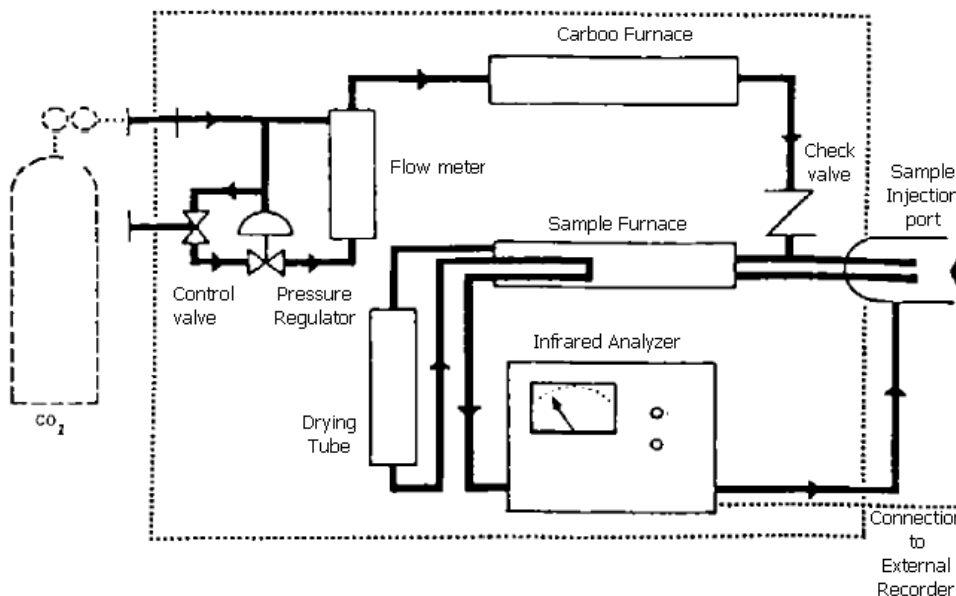 Carboo Furnace
Flow meter
Check
valve
Sample
Injection
port
Sample Furnace
Control
valve
Pressure
Regulator
Infrared Analyzer
Drying
Tube
CO2
Connection
to
External
Recorder